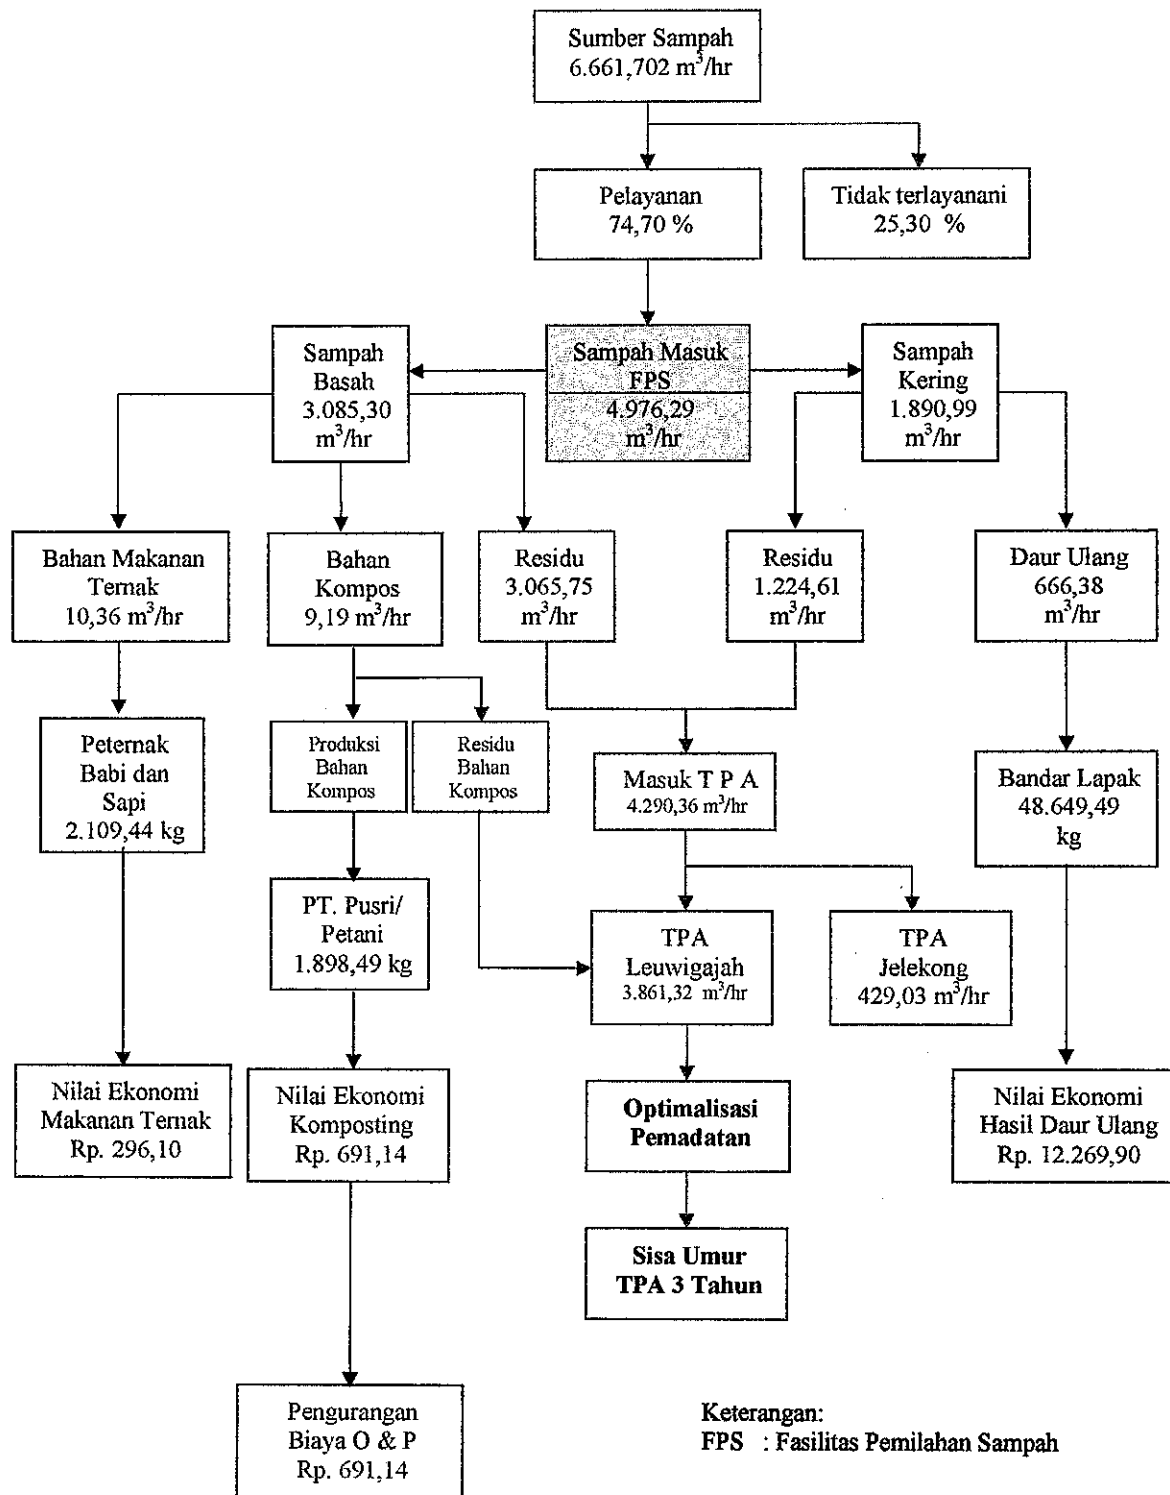 Sumber Sampah
6.661,702 m³/hr
Pelayanan
74,70 %
Tidak terlayanani
25,30 %
Sampah
Basah
3.085,30
m³/hr
Sampah Masuk
FPS
4.976,29
m³/hr
Sampah
Kering
1.890,99
m³/hr
Bahan Makanan
Ternak
10,36 m³/hr
Bahan
Kompos
9,19 m³/hr
Residu
3.065,75
m³/hr
Residu
1.224,61
m³/hr
Daur Ulang
666,38
m³/hr
Peternak
Babi dan
Sapi
2.109,44 kg
Produksi
Bahan
Kompos
Residu
Bahan
Kompos
Masuk T P A
4.290,36 m³/hr
Bandar Lapak
48.649,49
kg
PT. Pusri/
Petani
1.898,49 kg
TPA
Leuwigajah
3.861,32 m³/hr
TPA
Jelekong
429,03 m³/hr
Nilai Ekonomi
Makanan Ternak
Rp. 296,10
Nilai Ekonomi
Komposting
Rp. 691,14
Optimalisasi
Pemadatan
Nilai Ekonomi
Hasil Daur Ulang
Rp. 12.269,90
Sisa Umur
TPA 3 Tahun
Pengurangan
Biaya O & P
Rp. 691,14
Keterangan:
FPS : Fasilitas Pemilahan Sampah